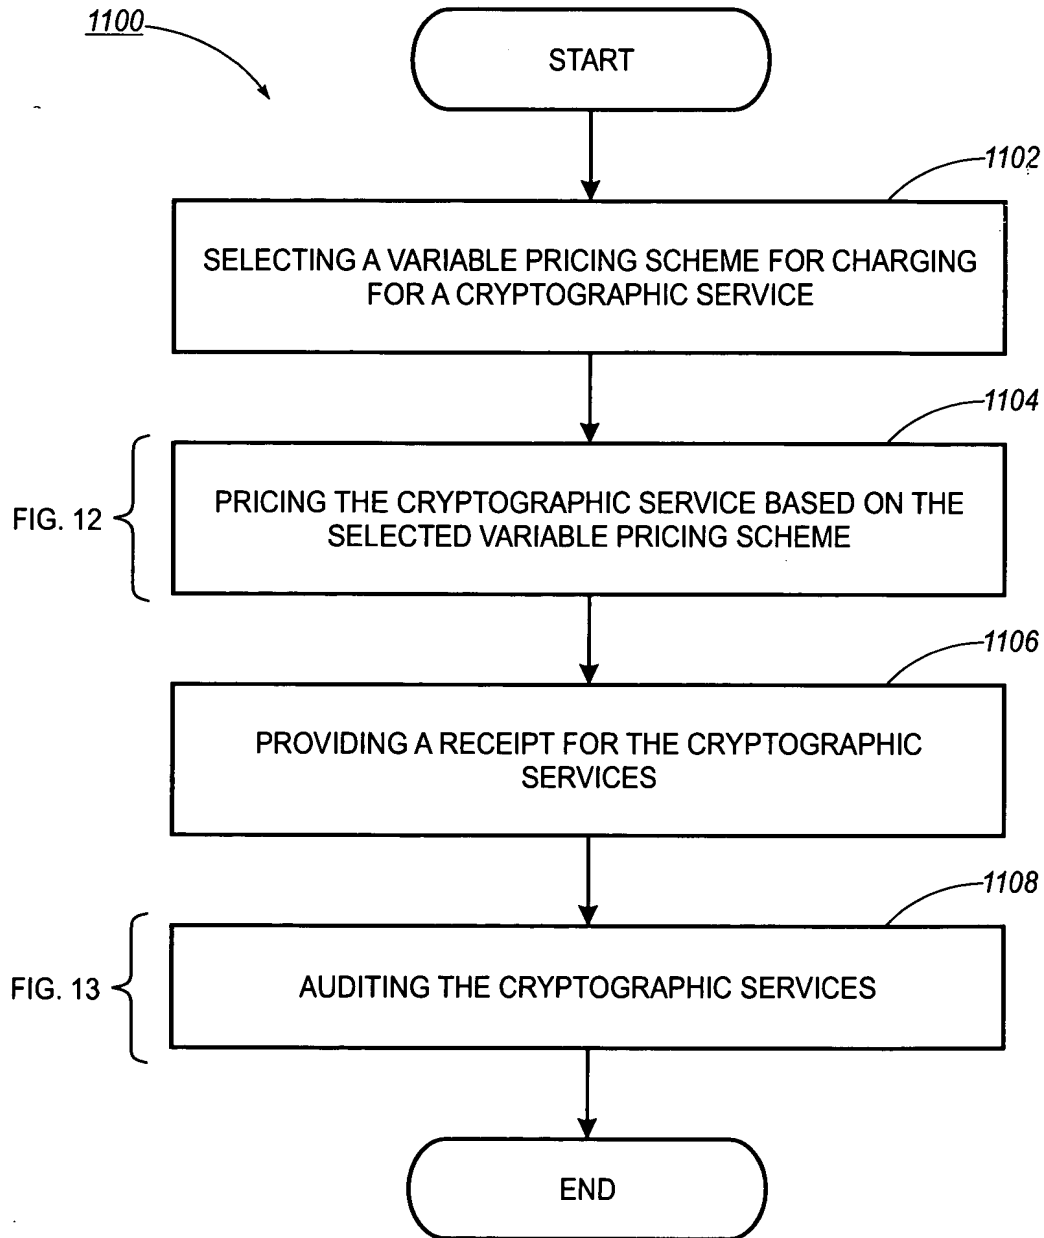 1100
START
1102
SELECTING A VARIABLE PRICING SCHEME FOR CHARGING
FOR A CRYPTOGRAPHIC SERVICE
1104
FIG. 12
PRICING THE CRYPTOGRAPHIC SERVICE BASED ON THE
SELECTED VARIABLE PRICING SCHEME
1106
PROVIDING A RECEIPT FOR THE CRYPTOGRAPHIC
SERVICES
1108
FIG. 13
AUDITING THE CRYPTOGRAPHIC SERVICES
END